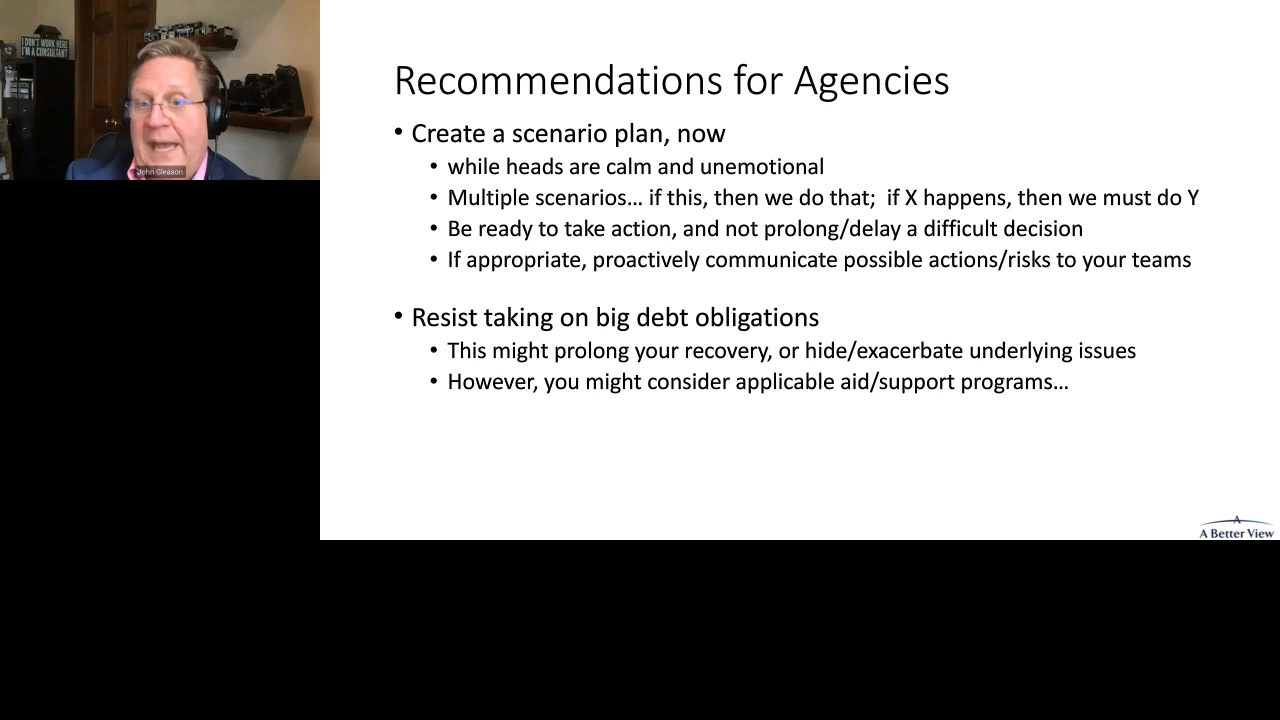 I DON'T WORK HERE
I'M A CONSULTANT
John Gleason
Recommendations for Agencies
• Create a scenario plan, now
• while heads are calm and unemotional
• Multiple scenarios… if this, then we do that;  if X happens, then we must do Y
• Be ready to take action, and not prolong/delay a difficult decision
• If appropriate, proactively communicate possible actions/risks to your teams
• Resist taking on big debt obligations
• This might prolong your recovery, or hide/exacerbate underlying issues
• However, you might consider applicable aid/support programs…
A
A Better View